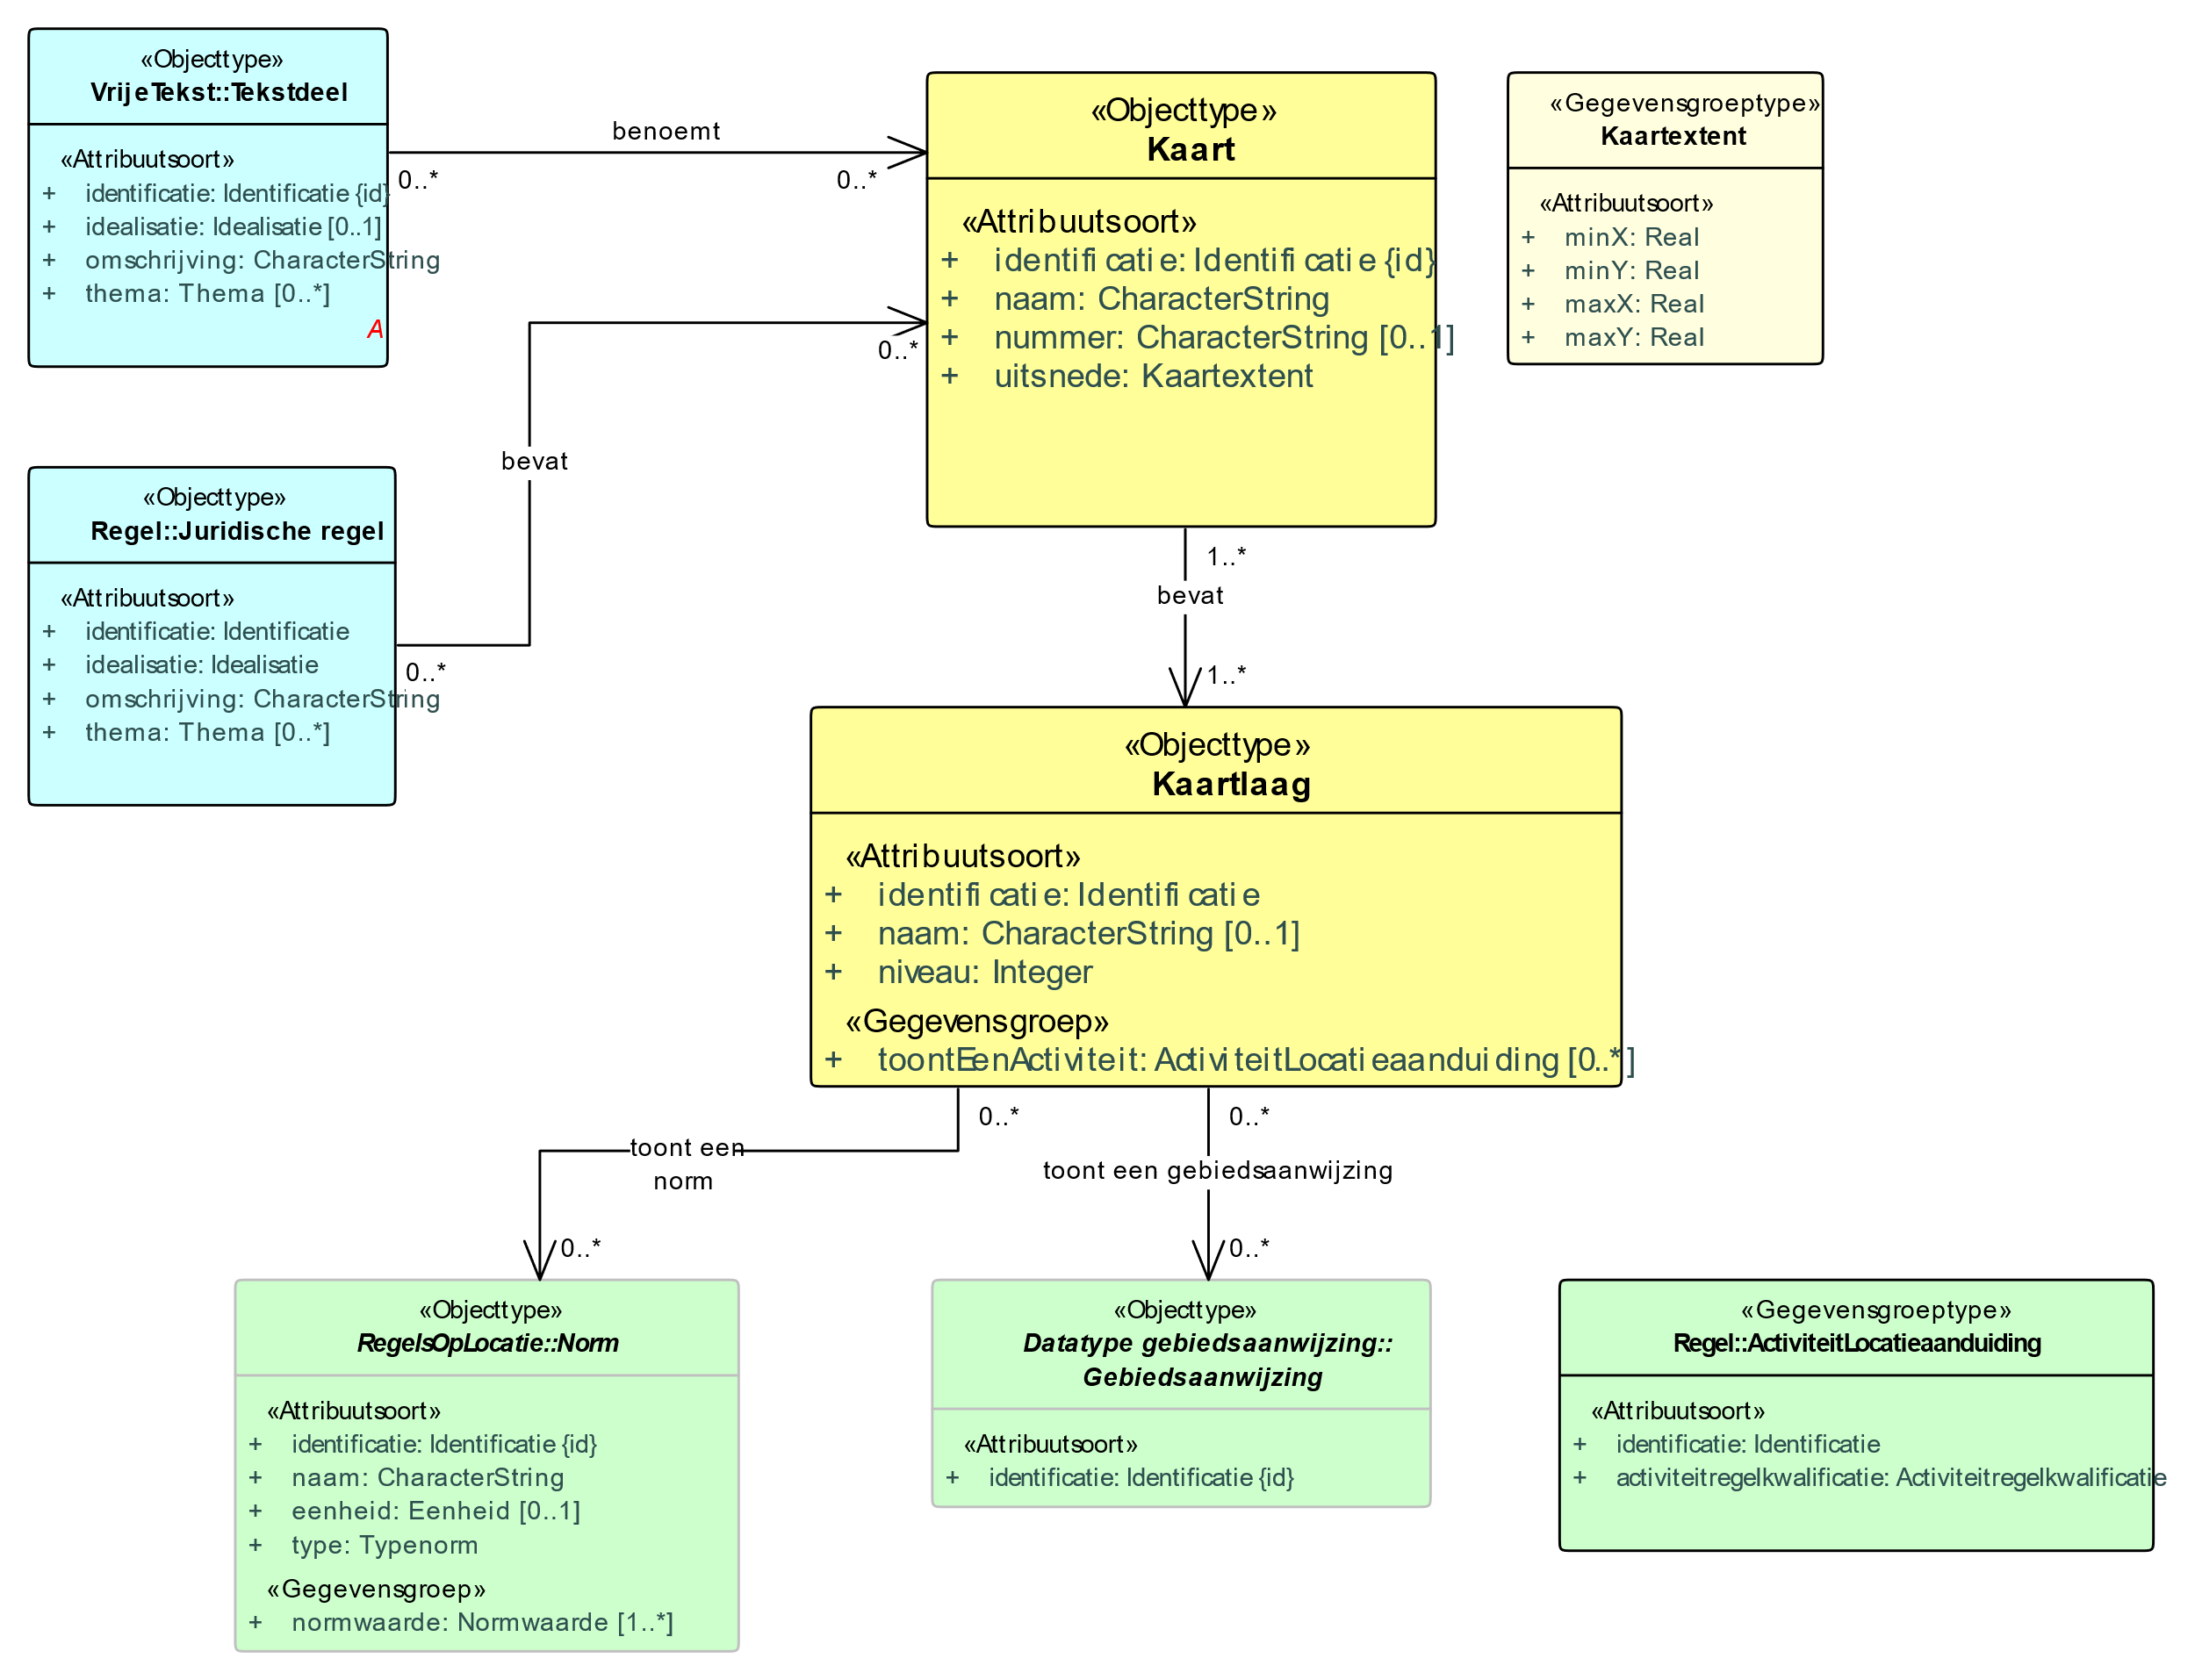 «Objecttype»
VrijeTekst::Tekstdeel
«Attribuutsoort»
+ identificatie: Identificatie {id}
+ idealisatie: Idealisatie [0..1]
+ omschrijving: CharacterString
+ thema: Thema [0..*]
A
benoemt
0..*
0..*
«Objecttype»
Kaart
«Attribuutsoort»
+ identificatie: Identificatie {id}
+ naam: CharacterString
+ nummer: CharacterString [0..1]
+ uitsnede: Kaartextent
«Gegevensgroeptype»
Kaartextent
«Attribuutsoort»
+ minX: Real
+ minY: Real
+ maxX: Real
+ maxY: Real
0..*
bevat
0..*
«Objecttype»
Regel::Juridische regel
«Attribuutsoort»
+ identificatie: Identificatie
+ idealisatie: Idealisatie
+ omschrijving: CharacterString
+ thema: Thema [0..*]
1..*
bevat
1..*
«Objecttype»
Kaartlaag
«Attribuutsoort»
+ identificatie: Identificatie
+ naam: CharacterString [0..1]
+ niveau: Integer
«Gegevensgroep»
+ toontEenActiviteit: ActiviteitLocatieaanduiding [0..*]
0..*
toont een
norm
0..*
0..*
toont een gebiedsaanwijzing
0..*
«Objecttype»
RegelsOpLocatie::Norm
«Attribuutsoort»
+ identificatie: Identificatie {id}
+ naam: CharacterString
+ eenheid: Eenheid [0..1]
+ type: Typenorm
«Gegevensgroep»
+ normwaarde: Normwaarde [1..*]
«Objecttype»
Datatype gebiedsaanwijzing::
Gebiedsaanwijzing
«Attribuutsoort»
+ identificatie: Identificatie {id}
«Gegevensgroeptype»
Regel::ActiviteitLocatieaanduiding
«Attribuutsoort»
+ identificatie: Identificatie
+ activiteitregelkwalificatie: Activiteitregelkwalificatie